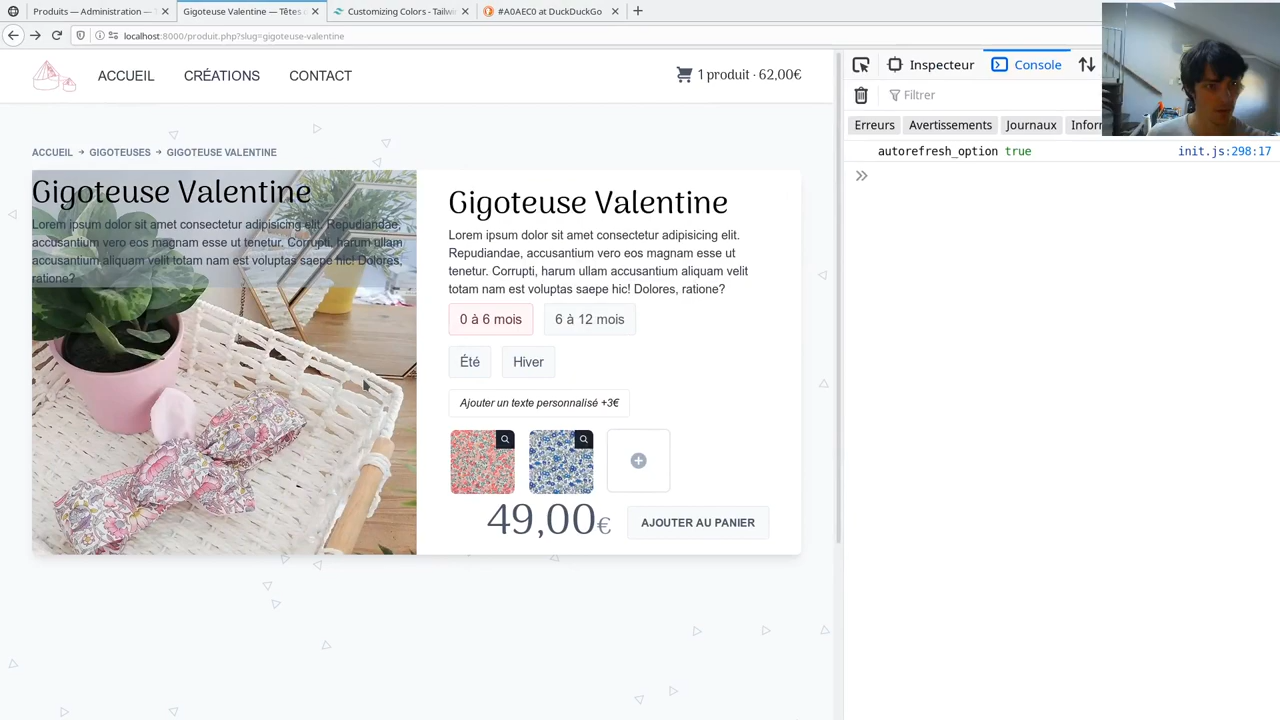 Produits — Administration —
Gigoteuse Valentine — Têtes
Customizing Colors - Tailwi
#A0AEC0 at DuckDuckGo
localhost:8000/produit.php?slug=gigoteuse-valentine
ACCUEIL
CRÉATIONS
CONTACT
1 produit · 62,00€
Inspecteur
Console
Filtrer
Erreurs
Avertissements
Journaux
Infor
autorefresh_option true
init.js:298:17
ACCUEIL → GIGOTEUSES → GIGOTEUSE VALENTINE
Gigoteuse Valentine
Lorem ipsum dolor sit amet consectetur adipisicing elit. Repudiandae,
accusantium vero eos magnam esse ut tenetur. Corrupti, harum ullam
accusantium aliquam velit totam nam est voluptas saepe hic! Dolores,
ratione?
Gigoteuse Valentine
Lorem ipsum dolor sit amet consectetur adipisicing elit.
Repudiandae, accusantium vero eos magnam esse ut
tenetur. Corrupti, harum ullam accusantium aliquam velit
totam nam est voluptas saepe hic! Dolores, ratione?
0 à 6 mois
6 à 12 mois
Été
Hiver
Ajouter un texte personnalisé +3€
49,00€
AJOUTER AU PANIER